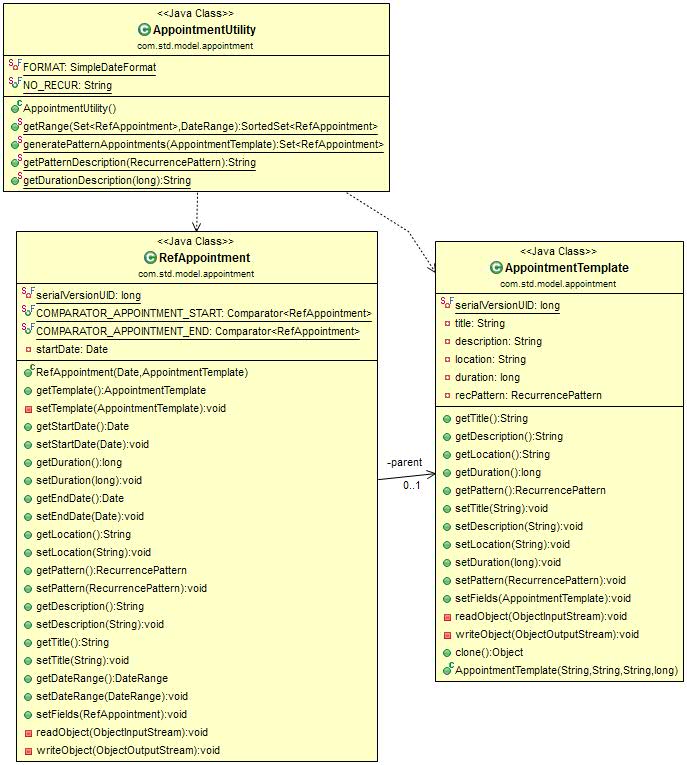 <<Java Class>>
AppointmentUtility
com.std.model.appointment
FORMAT: SimpleDateFormat
NO_RECUR: String
AppointmentUtility()
getRange(Set<RefAppointment>,DateRange):SortedSet<RefAppointment>
generatePatternAppointments(AppointmentTemplate):Set<RefAppointment>
getPatternDescription(RecurrencePattern):String
getDurationDescription(long):String
<<Java Class>>
RefAppointment
com.std.model.appointment
serialVersionUID: long
COMPARATOR_APPOINTMENT_START: Comparator<RefAppointment>
COMPARATOR_APPOINTMENT_END: Comparator<RefAppointment>
startDate: Date
RefAppointment(Date,AppointmentTemplate)
getTemplate():AppointmentTemplate
setTemplate(AppointmentTemplate):void
getStartDate():Date
setStartDate(Date):void
getDuration():long
setDuration(long):void
getEndDate():Date
setEndDate(Date):void
getLocation():String
setLocation(String):void
getPattern():RecurrencePattern
setPattern(RecurrencePattern):void
getDescription():String
setDescription(String):void
getTitle():String
setTitle(String):void
getDateRange():DateRange
setDateRange(DateRange):void
setFields(RefAppointment):void
readObject(ObjectInputStream):void
writeObject(ObjectOutputStream):void
-parent
0..1
<<Java Class>>
AppointmentTemplate
com.std.model.appointment
serialVersionUID: long
title: String
description: String
location: String
duration: long
recPattern: RecurrencePattern
getTitle():String
getDescription():String
getLocation():String
getDuration():long
getPattern():RecurrencePattern
setTitle(String):void
setDescription(String):void
setLocation(String):void
setDuration(long):void
setPattern(RecurrencePattern):void
setFields(AppointmentTemplate):void
readObject(ObjectInputStream):void
writeObject(ObjectOutputStream):void
clone():Object
AppointmentTemplate(String,String,String,long)